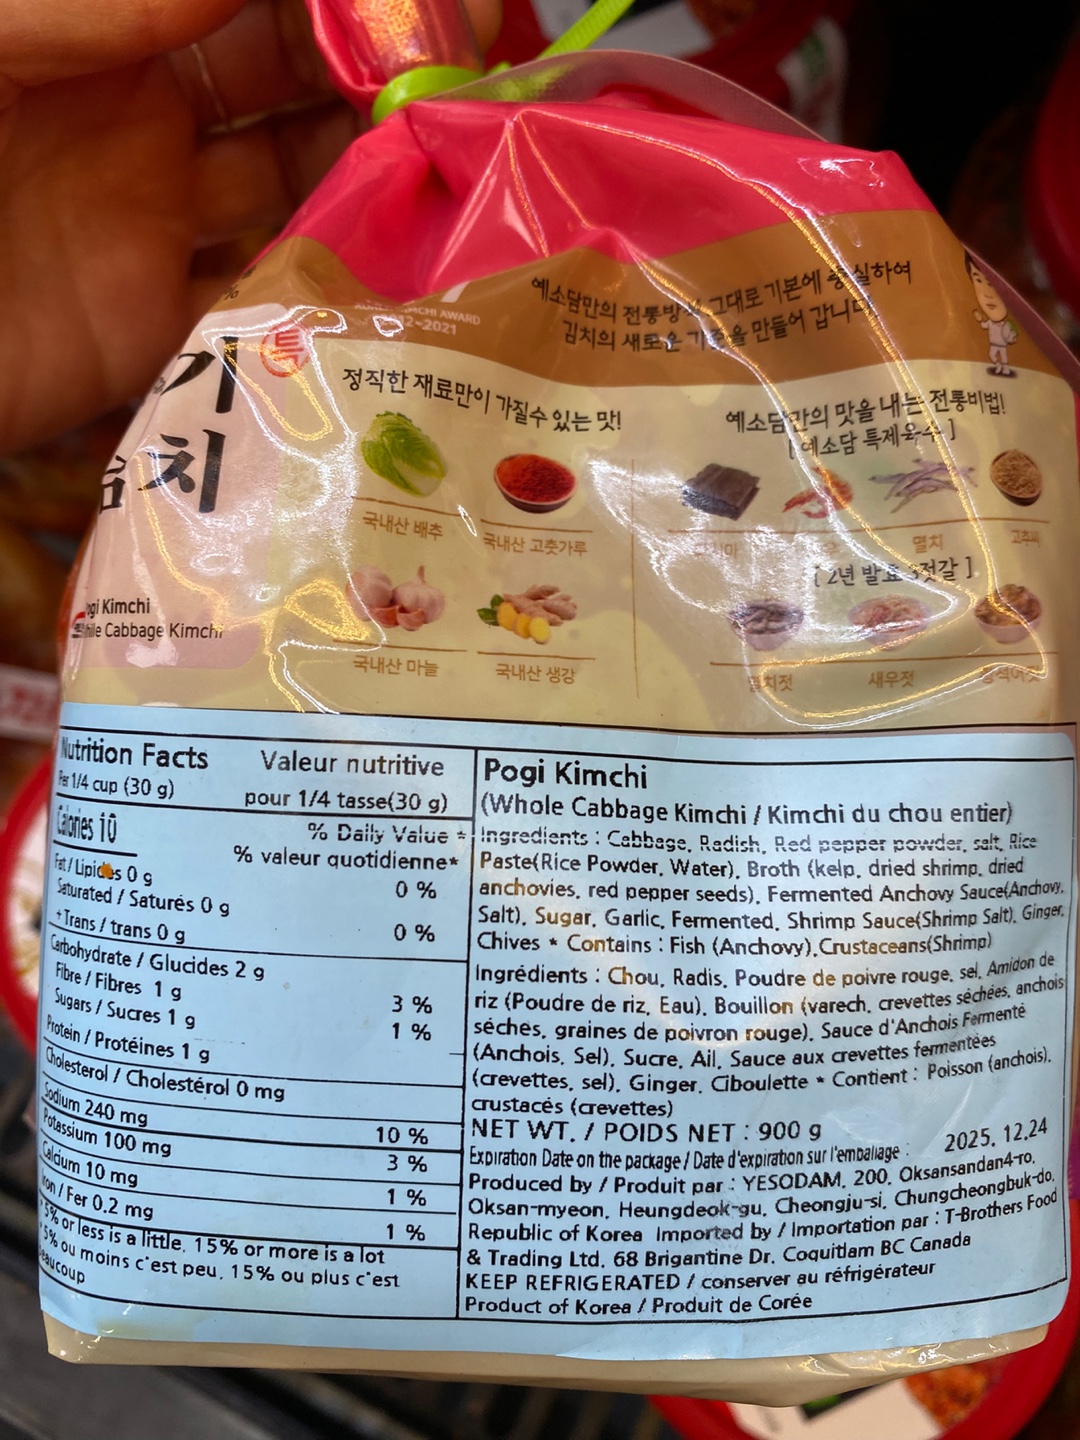 예소담만의 전통방 그대로 기본에 충실하여
김치의 새로운 기준을 만들어 갑니다
KIMCHI AWARD
2~2021
기
특
치
정직한 재료만이 가질수 있는 맛!
국내산 배추
국내산 고춧가루
국내산 마늘
국내산 생강
예소담만의 맛을 내는 전통비법!
[예소담 특제육수]
멸치
고추씨
[2년 발효 젓갈]
멸치젓
새우젓
ogi Kimchi
Cabbage Kimchi
Nutrition Facts
Per 1/4 cup (30 g)
Valeur nutritive
pour 1/4 tasse(30 g)
Calories 10
% Daily Value *
% valeur quotidienne*
Fat / Lipides 0 g 0 %
Saturated / Saturés 0 g
+ Trans / trans 0 g 0 %
Carbohydrate / Glucides 2 g
Fibre / Fibres 1 g 3 %
Sugars / Sucres 1 g 1 %
Protein / Protéines 1 g
Cholesterol / Cholestérol 0 mg
Sodium 240 mg 10 %
Potassium 100 mg 3 %
Calcium 10 mg 1 %
Iron / Fer 0.2 mg 1 %
*5% or less is a little, 15% or more is a lot
*5% ou moins c'est peu, 15% ou plus c'est
beaucoup
Pogi Kimchi
(Whole Cabbage Kimchi / Kimchi du chou entier)
Ingredients : Cabbage, Radish, Red pepper powder, salt, Rice
Paste(Rice Powder, Water), Broth (kelp, dried shrimp, dried
anchovies, red pepper seeds), Fermented Anchovy Sauce(Anchovy,
Salt), Sugar, Garlic, Fermented, Shrimp Sauce(Shrimp Salt), Ginger,
Chives * Contains : Fish (Anchovy),Crustaceans(Shrimp)
Ingrédients : Chou, Radis, Poudre de poivre rouge, sel, Amidon de
riz (Poudre de riz, Eau), Bouillon (varech, crevettes séchées, anchois
séchés, graines de poivron rouge), Sauce d'Anchois Fermenté
(Anchois, Sel), Sucre, Ail, Sauce aux crevettes fermentées
(crevettes, sel), Ginger, Ciboulette * Contient : Poisson (anchois),
crustacés (crevettes)
NET WT. / POIDS NET : 900 g
Expiration Date on the package / Date d'expiration sur l'emballage : 2025. 12.24
Produced by / Produit par : YESODAM, 200, Oksansandan4-ro,
Oksan-myeon, Heungdeok-gu, Cheongju-si, Chungcheongbuk-do,
Republic of Korea Imported by / Importation par : T-Brothers Food
& Trading Ltd. 68 Brigantine Dr. Coquitlam BC Canada
KEEP REFRIGERATED / conserver au réfrigérateur
Product of Korea / Produit de Corée